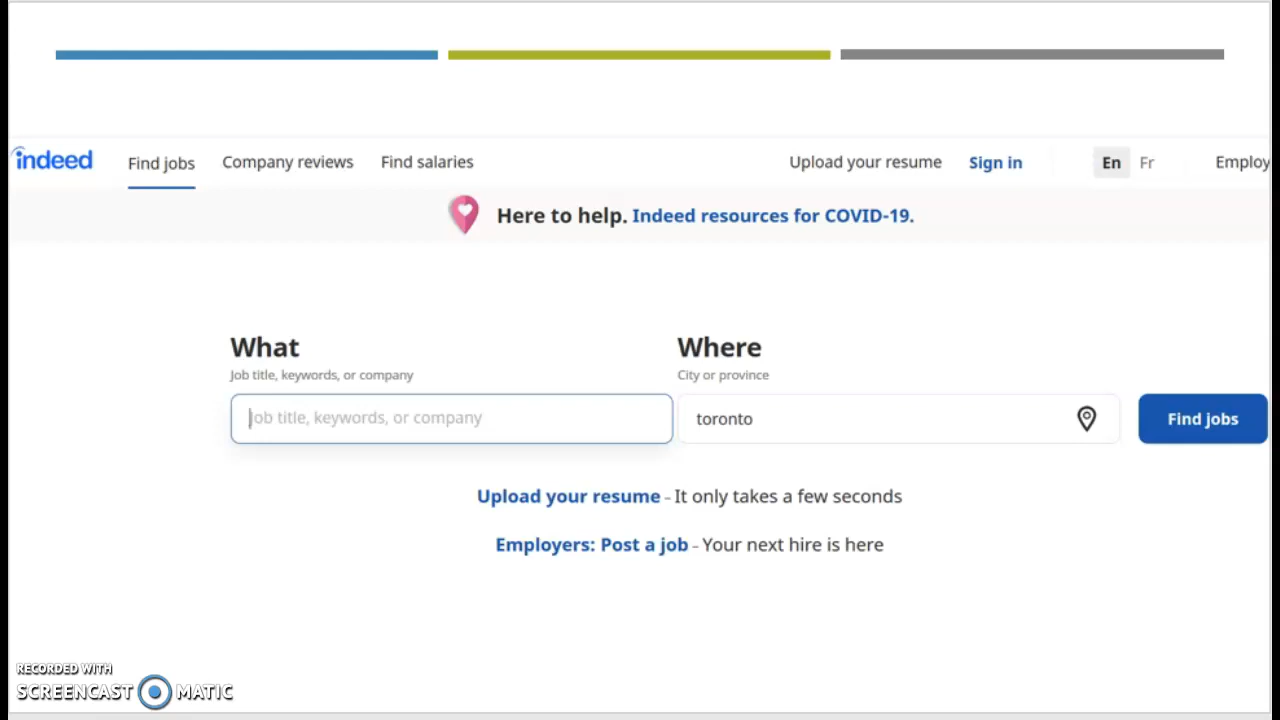 indeed Find jobs Company reviews Find salaries Upload your resume Sign in En Fr Employ
Here to help. Indeed resources for COVID-19.
What Where
Job title, keywords, or company City or province
Job title, keywords, or company toronto Find jobs
Upload your resume - It only takes a few seconds
Employers: Post a job - Your next hire is here
RECORDED WITH
SCREENCAST MATIC